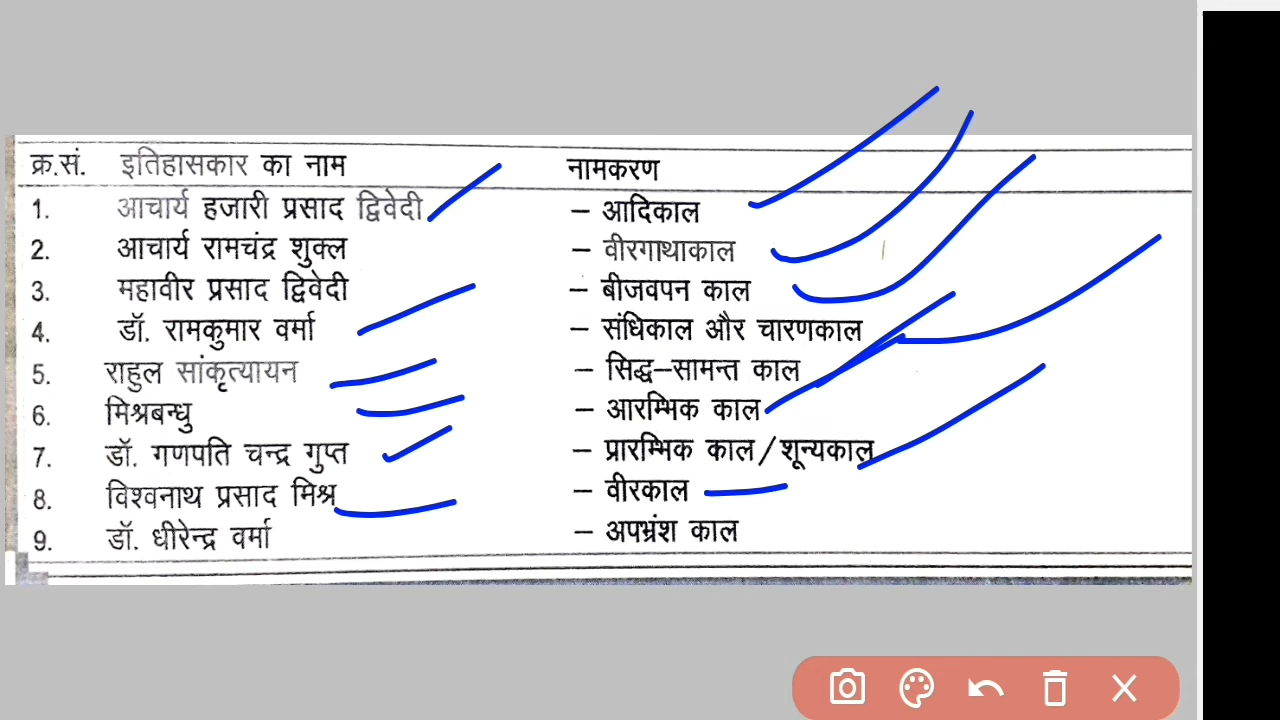 क्र.सं. इतिहासकार का नाम नामकरण
1. आचार्य हजारी प्रसाद द्विवेदी – आदिकाल
2. आचार्य रामचंद्र शुक्ल – वीरगाथाकाल
3. महावीर प्रसाद द्विवेदी – बीजवपन काल
4. डॉ. रामकुमार वर्मा – संधिकाल और चारणकाल
5. राहुल सांकृत्यायन – सिद्ध–सामन्त काल
6. मिश्रबन्धु – आरम्भिक काल
7. डॉ. गणपति चन्द्र गुप्त – प्रारम्भिक काल/शून्यकाल
8. विश्वनाथ प्रसाद मिश्र – वीरकाल
9. डॉ. धीरेन्द्र वर्मा – अपभ्रंश काल